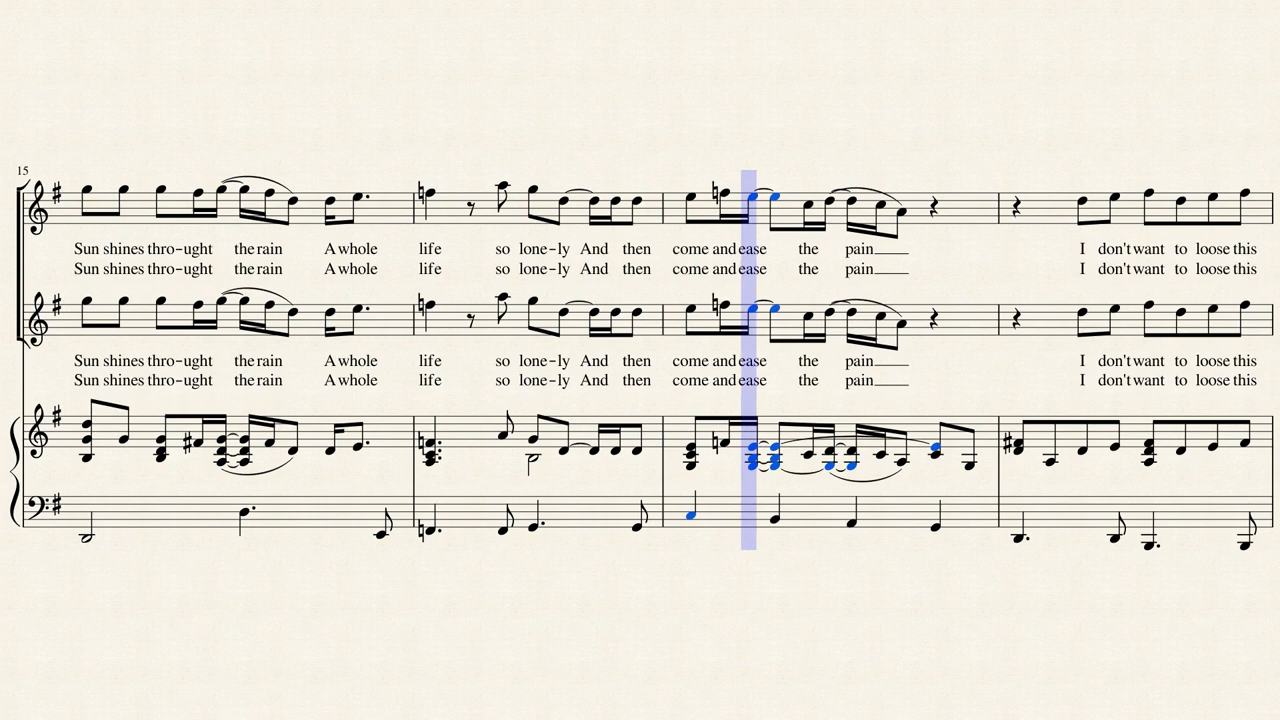 15
Sun shines thro-ught the rain A whole life so lone-ly And then come and ease the pain I don't want to loose this
Sun shines thro-ught the rain A whole life so lone-ly And then come and ease the pain I don't want to loose this
Sun shines thro-ught the rain A whole life so lone-ly And then come and ease the pain I don't want to loose this
Sun shines thro-ught the rain A whole life so lone-ly And then come and ease the pain I don't want to loose this